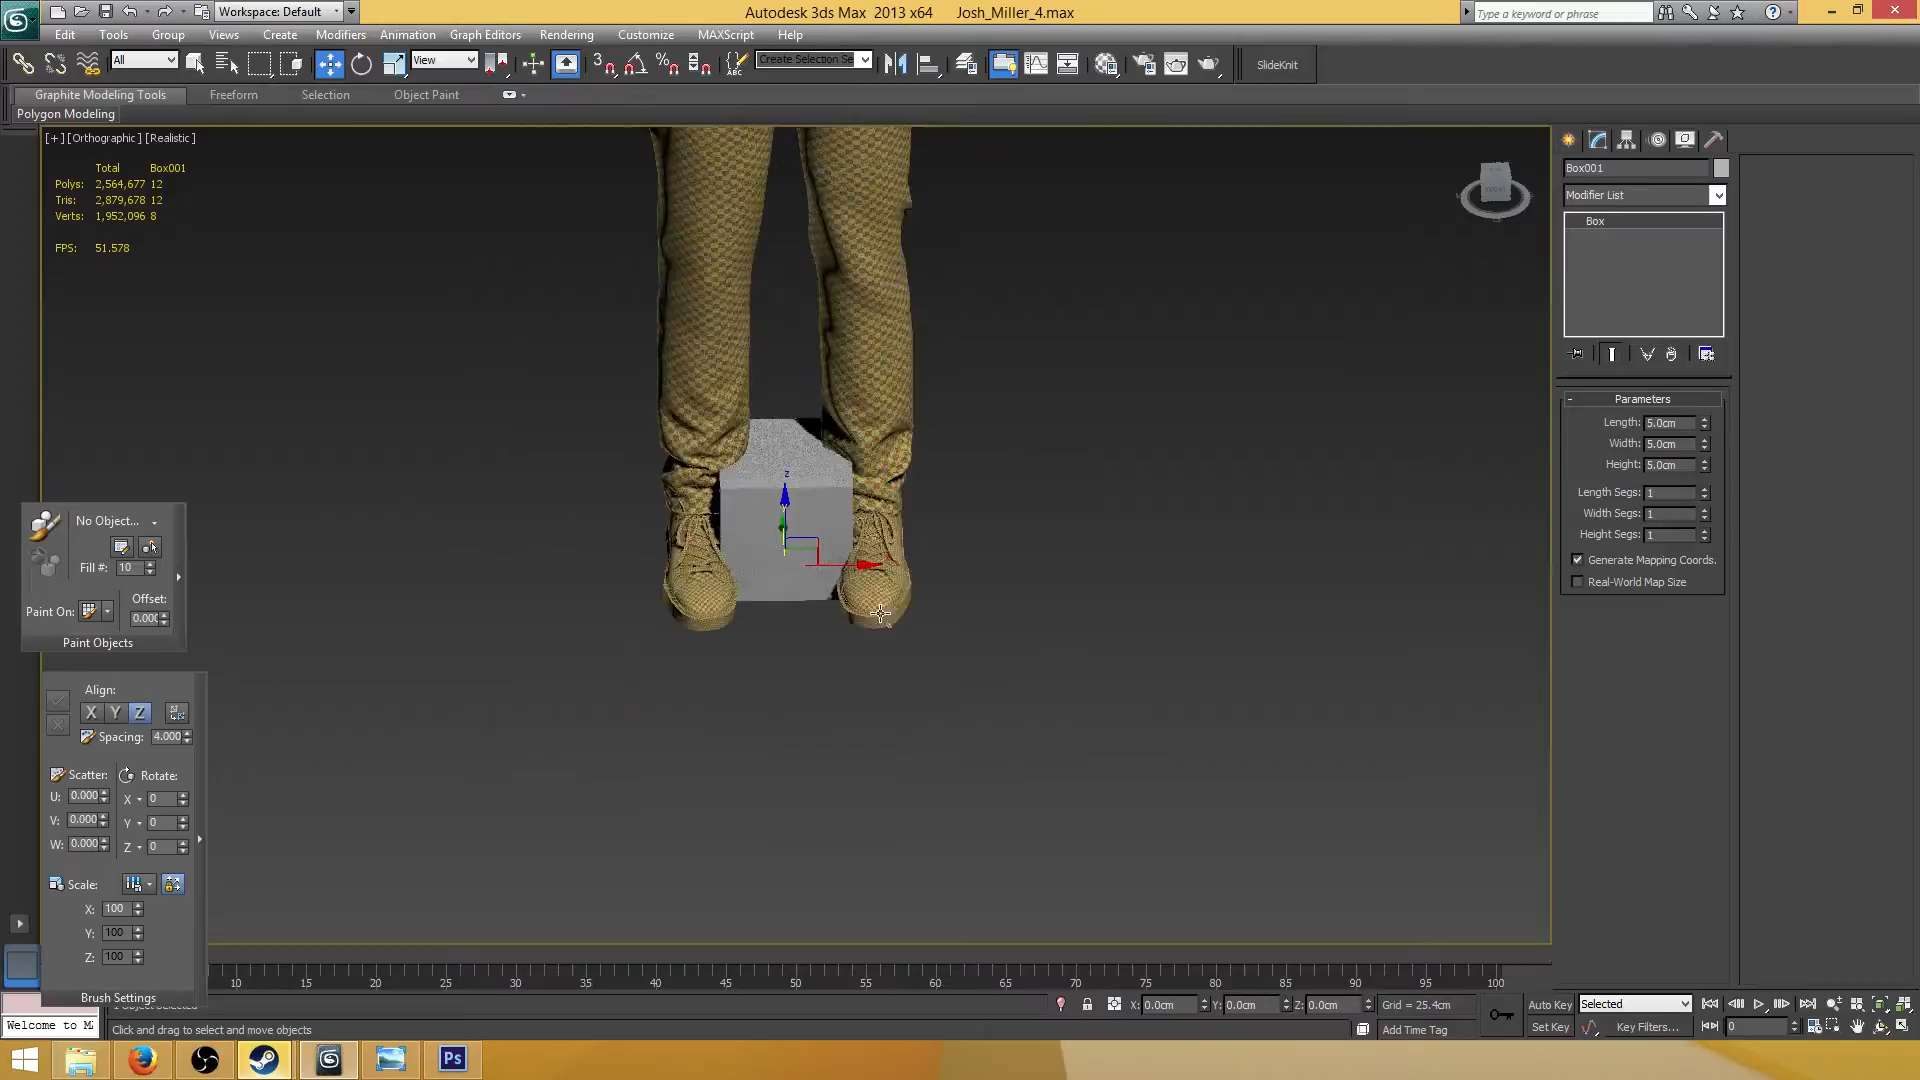 Workspace: Default
Autodesk 3ds Max 2013 x64 Josh_Miller_4.max
Type a keyword or phrase
Edit Tools Group Views Create Modifiers Animation Graph Editors Rendering Customize MAXScript Help
All
View
Create Selection Se
SlideKnit
Graphite Modeling Tools Freeform Selection Object Paint
Polygon Modeling
[+] [Orthographic] [Realistic]
Total Box001
Polys: 2,564,677 12
Tris: 2,879,678 12
Verts: 1,952,096 8
FPS: 51.578
Box001
Modifier List
Box
Parameters
Length: 5.0cm
Width: 5.0cm
Height: 5.0cm
Length Segs: 1
Width Segs: 1
Height Segs: 1
Generate Mapping Coords.
Real-World Map Size
z
No Object...
Fill #: 10
Paint On:
Offset:
0.000
Paint Objects
Align:
X Y Z
Spacing: 4.000
Scatter: Rotate:
U: 0.000 X 0
V: 0.000 Y 0
W: 0.000 Z 0
Scale:
X: 100
Y: 100
Z: 100
Brush Settings
10 15 20 25 30 35 40 45 50 55 60 65 70 75 80 85 90 95 100
1 Object Selected
X: 0.0cm Y: 0.0cm Z: 0.0cm Grid = 25.4cm
Auto Key Selected
Welcome to M
Click and drag to select and move objects
Add Time Tag
Set Key Key Filters... 0
Ps